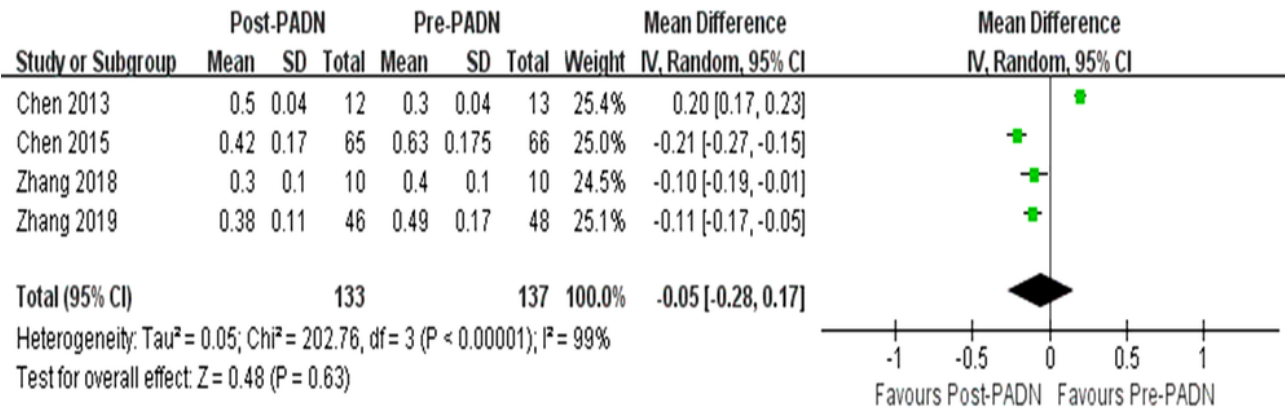 Post-PADN Pre-PADN Mean Difference Mean Difference
Study or Subgroup Mean SD Total Mean SD Total Weight IV, Random, 95% CI IV, Random, 95% CI
Chen 2013 0.5 0.04 12 0.3 0.04 13 25.4% 0.20 [0.17, 0.23]
Chen 2015 0.42 0.17 65 0.63 0.175 66 25.0% -0.21 [-0.27, -0.15]
Zhang 2018 0.3 0.1 10 0.4 0.1 10 24.5% -0.10 [-0.19, -0.01]
Zhang 2019 0.38 0.11 46 0.49 0.17 48 25.1% -0.11 [-0.17, -0.05]
Total (95% CI) 133 137 100.0% -0.05 [-0.28, 0.17]
Heterogeneity: Tau² = 0.05; Chi² = 202.76, df = 3 (P < 0.00001); I² = 99%
Test for overall effect: Z = 0.48 (P = 0.63)
-1 -0.5 0 0.5 1
Favours Post-PADN Favours Pre-PADN